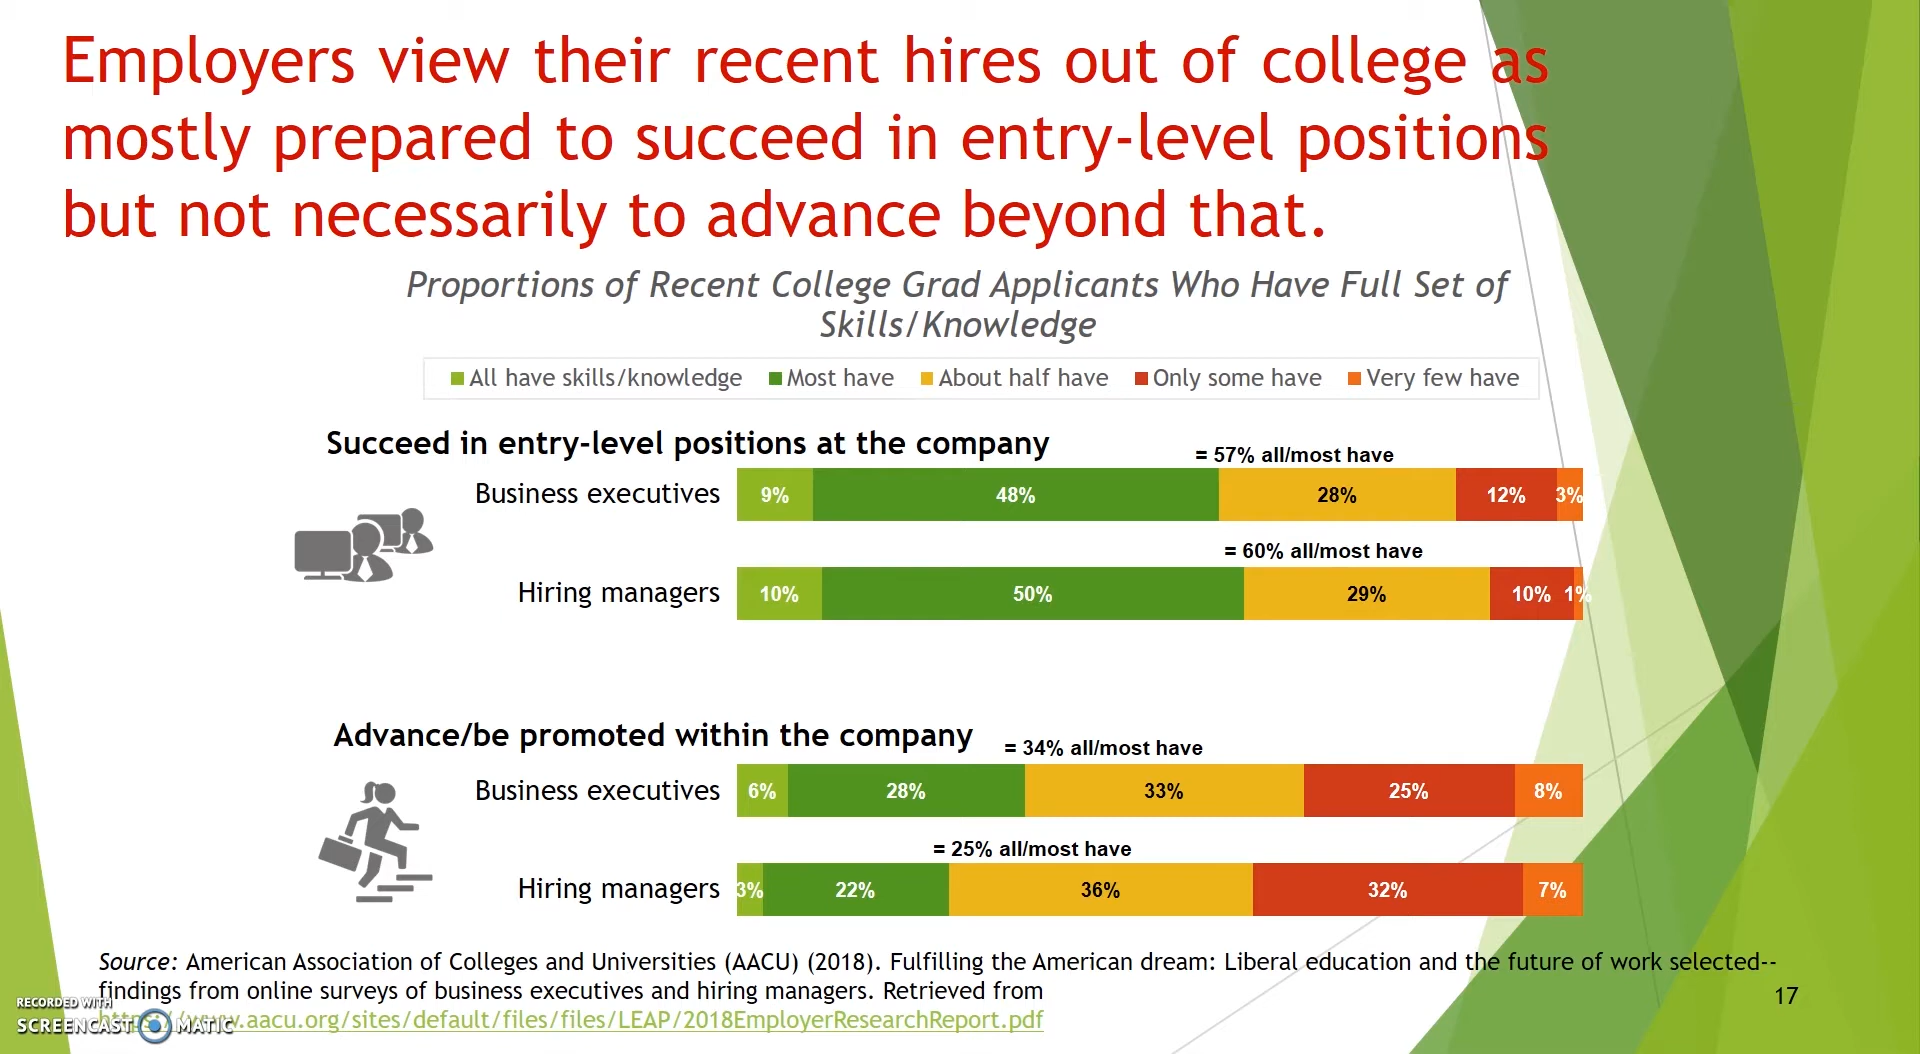 Employers view their recent hires out of college as
mostly prepared to succeed in entry-level positions
but not necessarily to advance beyond that.
Proportions of Recent College Grad Applicants Who Have Full Set of
Skills/Knowledge
All have skills/knowledge Most have About half have Only some have Very few have
Succeed in entry-level positions at the company
= 57% all/most have
Business executives 9% 48% 28% 12% 3%
= 60% all/most have
Hiring managers 10% 50% 29% 10% 1%
Advance/be promoted within the company
= 34% all/most have
Business executives 6% 28% 33% 25% 8%
= 25% all/most have
Hiring managers 3% 22% 36% 32% 7%
Source: American Association of Colleges and Universities (AACU) (2018). Fulfilling the American dream: Liberal education and the future of work selected--
findings from online surveys of business executives and hiring managers. Retrieved from
https://www.aacu.org/sites/default/files/files/LEAP/2018EmployerResearchReport.pdf
17
RECORDED WITH
SCREENCAST MATIC